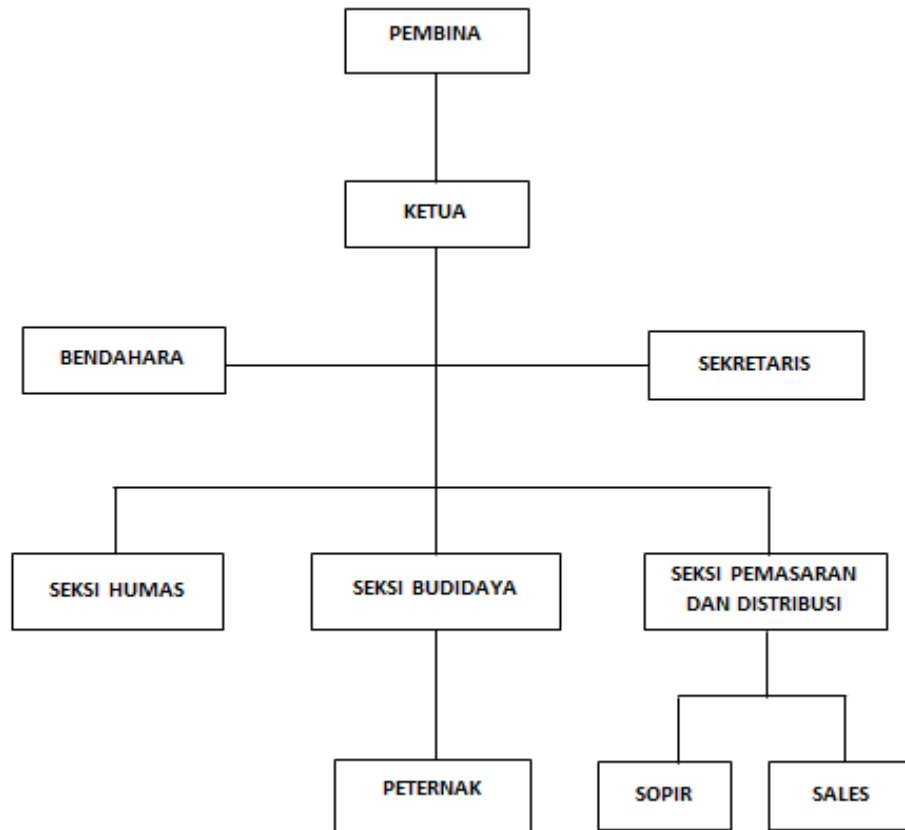 PEMBINA
KETUA
BENDAHARA
SEKRETARIS
SEKSI HUMAS
SEKSI BUDIDAYA
SEKSI PEMASARAN
DAN DISTRIBUSI
PETERNAK
SOPIR
SALES